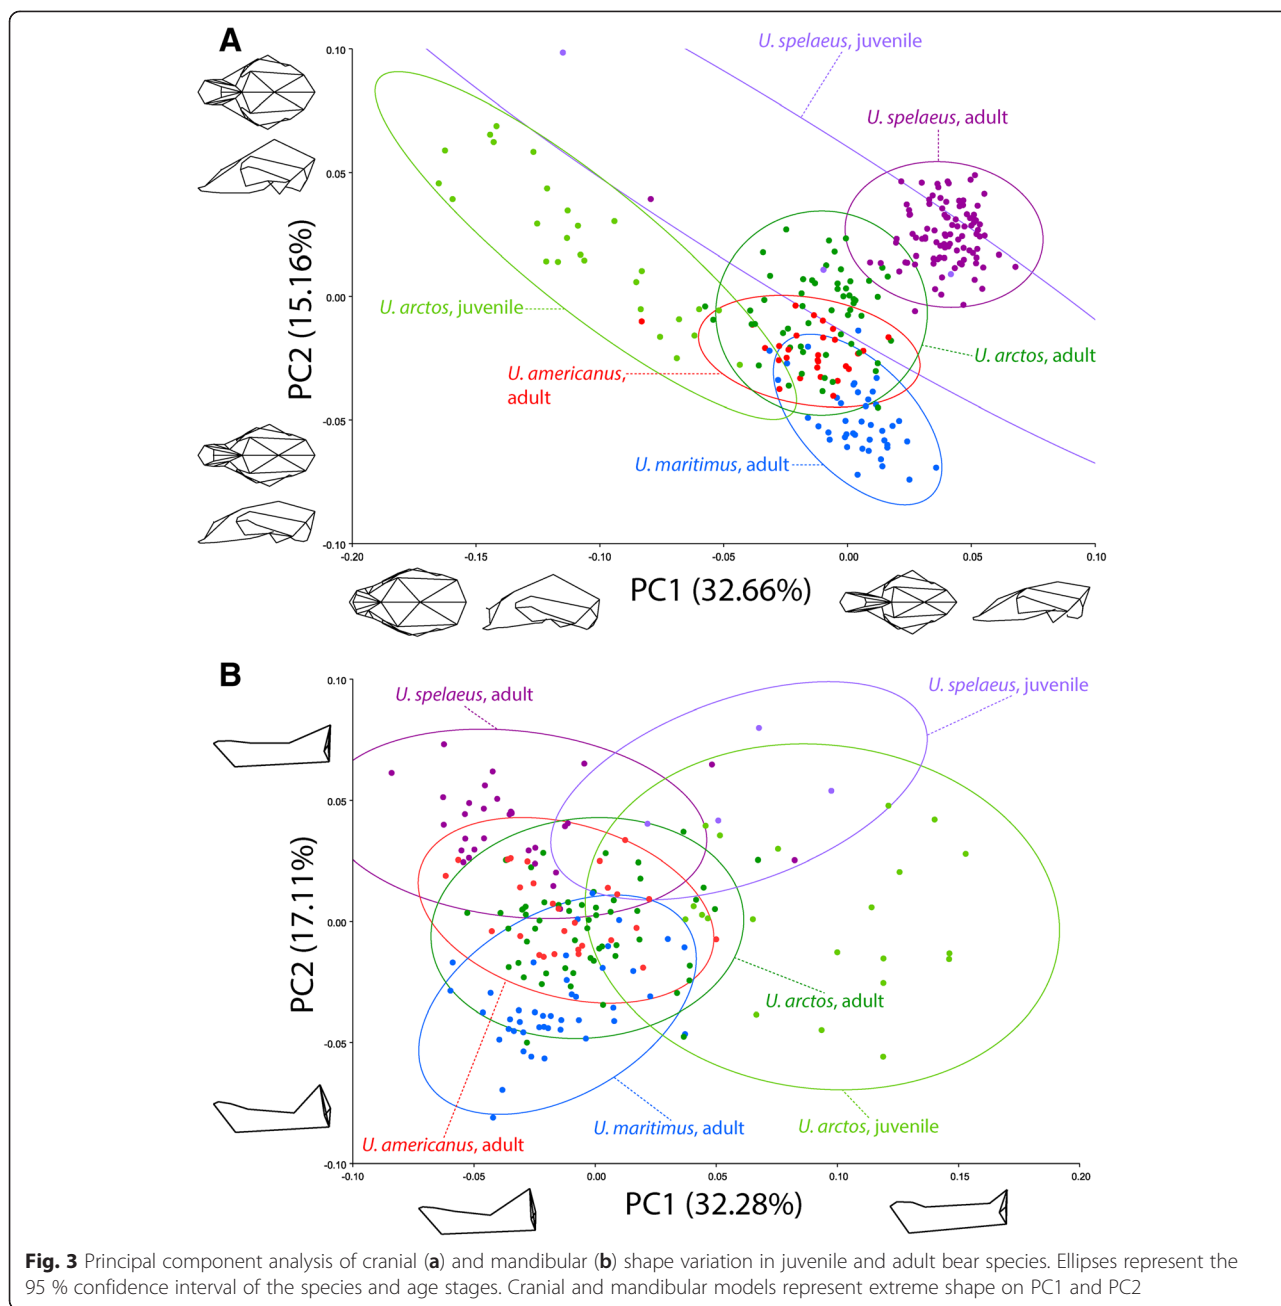 A
U. spelaeus, juvenile
U. spelaeus, adult
U. arctos, juvenile
U. arctos, adult
U. americanus,
adult
U. maritimus, adult
PC2 (15.16%)
0.10
0.05
0.00
-0.05
-0.10
-0.20 -0.15 -0.10 -0.05 0.00 0.05 0.10
PC1 (32.66%)
B
U. spelaeus, adult
U. spelaeus, juvenile
U. arctos, adult
U. maritimus, adult
U. arctos, juvenile
U. americanus, adult
PC2 (17.11%)
0.10
0.05
0.00
-0.05
-0.10
-0.10 -0.05 0.00 0.05 0.10 0.15 0.20
PC1 (32.28%)
Fig. 3 Principal component analysis of cranial (a) and mandibular (b) shape variation in juvenile and adult bear species. Ellipses represent the
95 % confidence interval of the species and age stages. Cranial and mandibular models represent extreme shape on PC1 and PC2